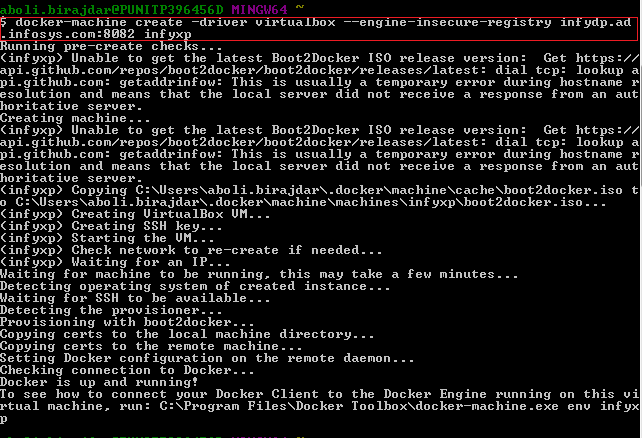 aboli.birajdar@PUNITP396456D MINGW64 ~
$ docker-machine create -driver virtualbox --engine-insecure-registry infydp.ad
.infosys.com:8082 infyxp
Running pre-create checks...
(infyxp) Unable to get the latest Boot2Docker ISO release version:  Get https://
api.github.com/repos/boot2docker/boot2docker/releases/latest: dial tcp: lookup a
pi.github.com: getaddrinfow: This is usually a temporary error during hostname r
esolution and means that the local server did not receive a response from an aut
horitative server.
Creating machine...
(infyxp) Unable to get the latest Boot2Docker ISO release version:  Get https://
api.github.com/repos/boot2docker/boot2docker/releases/latest: dial tcp: lookup a
pi.github.com: getaddrinfow: This is usually a temporary error during hostname r
esolution and means that the local server did not receive a response from an aut
horitative server.
(infyxp) Copying C:\Users\aboli.birajdar\.docker\machine\cache\boot2docker.iso t
o C:\Users\aboli.birajdar\.docker\machine\machines\infyxp\boot2docker.iso...
(infyxp) Creating VirtualBox VM...
(infyxp) Creating SSH key...
(infyxp) Starting the VM...
(infyxp) Check network to re-create if needed...
(infyxp) Waiting for an IP...
Waiting for machine to be running, this may take a few minutes...
Detecting operating system of created instance...
Waiting for SSH to be available...
Detecting the provisioner...
Provisioning with boot2docker...
Copying certs to the local machine directory...
Copying certs to the remote machine...
Setting Docker configuration on the remote daemon...
Checking connection to Docker...
Docker is up and running!
To see how to connect your Docker Client to the Docker Engine running on this vi
rtual machine, run: C:\Program Files\Docker Toolbox\docker-machine.exe env infyx
p